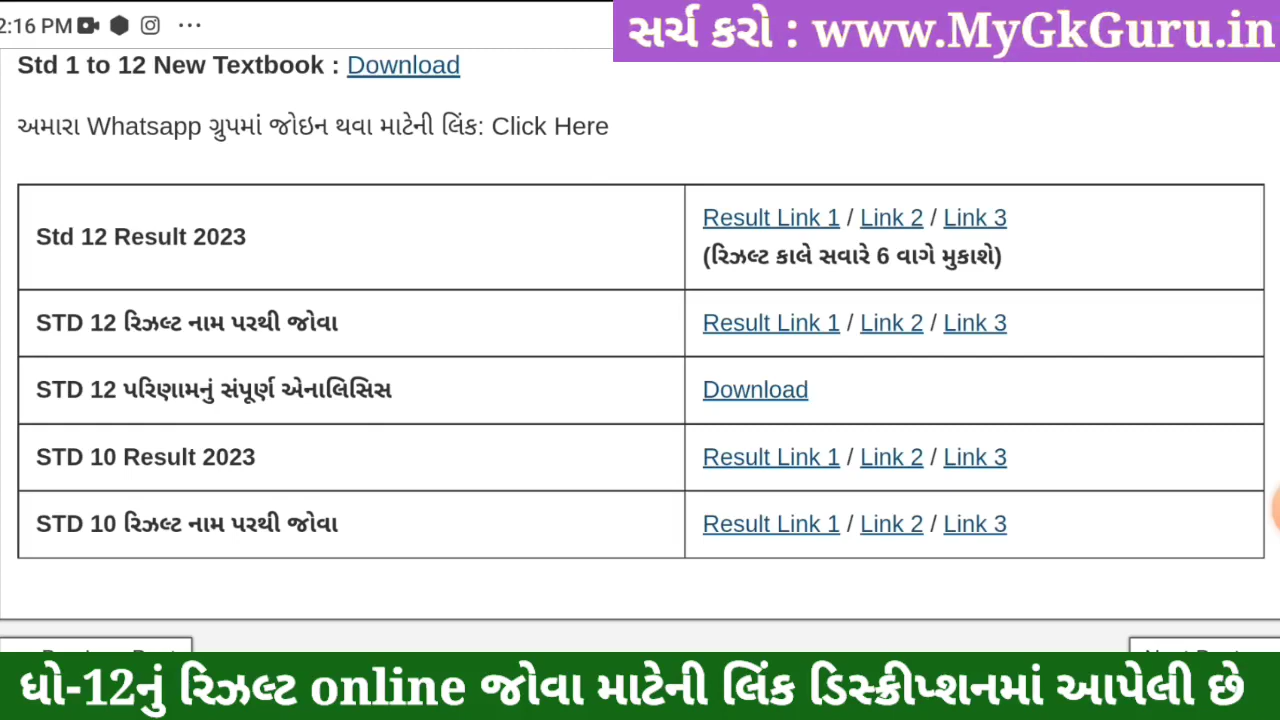 2:16 PM
સર્ચ કરો : www.MyGkGuru.in
Std 1 to 12 New Textbook : Download
અમારા Whatsapp ગ્રુપમાં જોઇન થવા માટેની લિંક: Click Here
Std 12 Result 2023
Result Link 1 / Link 2 / Link 3
(રિઝલ્ટ કાલે સવારે 6 વાગે મુકાશે)
STD 12 રિઝલ્ટ નામ પરથી જોવા
Result Link 1 / Link 2 / Link 3
STD 12 પરિણામનું સંપૂર્ણ એનાલિસિસ
Download
STD 10 Result 2023
Result Link 1 / Link 2 / Link 3
STD 10 રિઝલ્ટ નામ પરથી જોવા
Result Link 1 / Link 2 / Link 3
ધો-12નું રિઝલ્ટ online જોવા માટેની લિંક ડિસ્ક્રીપ્શનમાં આપેલી છે